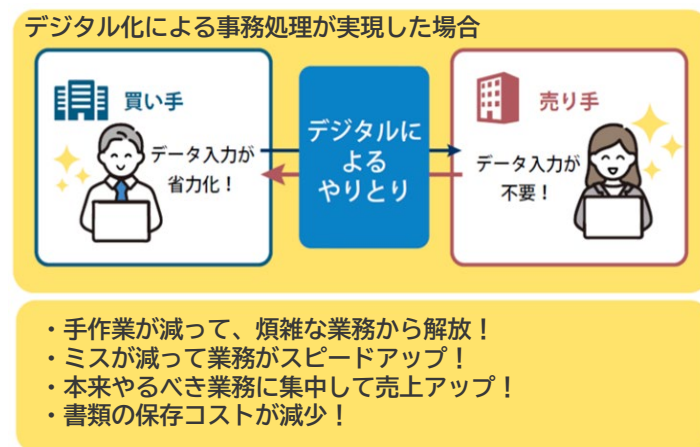 デジタル化による事務処理が実現した場合
買い手
データ入力が
省力化！
デジタルに
よる
やりとり
売り手
データ入力が
不要！
・手作業が減って、煩雑な業務から解放！
・ミスが減って業務がスピードアップ！
・本来やるべき業務に集中して売上アップ！
・書類の保存コストが減少！